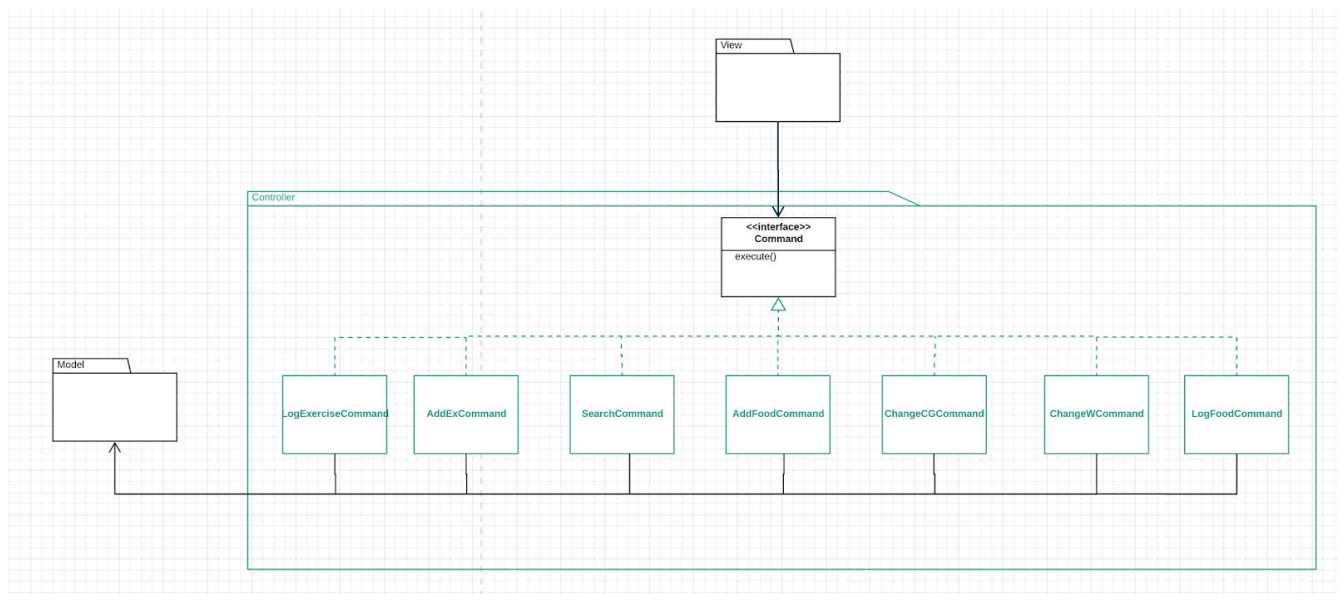 View
Controller
<<interface>>
Command
execute()
Model
LogExerciseCommand
AddExCommand
SearchCommand
AddFoodCommand
ChangeCGCommand
ChangeWCommand
LogFoodCommand